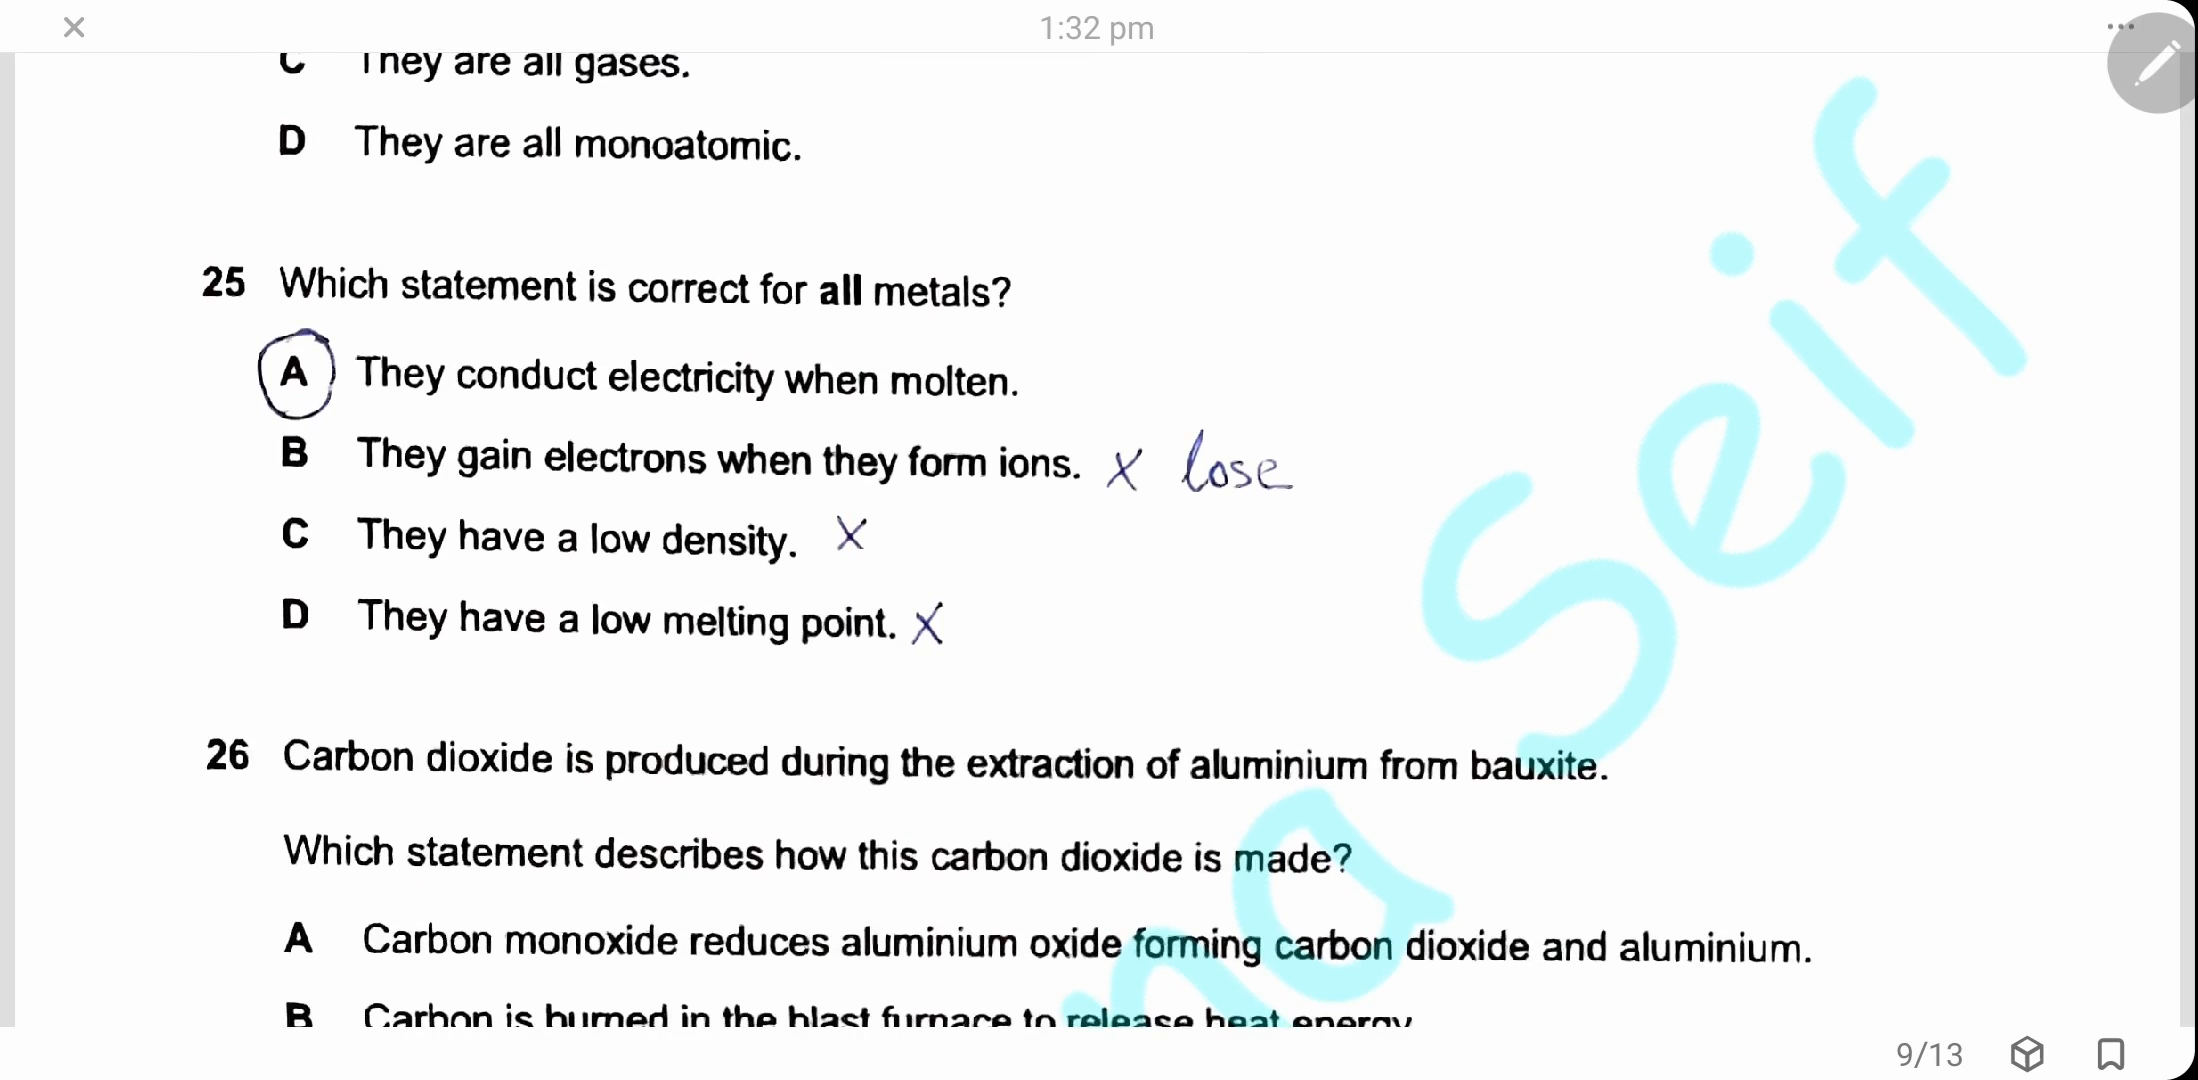 1:32 pm
C They are all gases.
D They are all monoatomic.
25 Which statement is correct for all metals?
A They conduct electricity when molten.
B They gain electrons when they form ions. X lose
C They have a low density. X
D They have a low melting point. X
26 Carbon dioxide is produced during the extraction of aluminium from bauxite.
Which statement describes how this carbon dioxide is made?
A Carbon monoxide reduces aluminium oxide forming carbon dioxide and aluminium.
B Carbon is burned in the blast furnace to release heat energy
na Seif
9/13